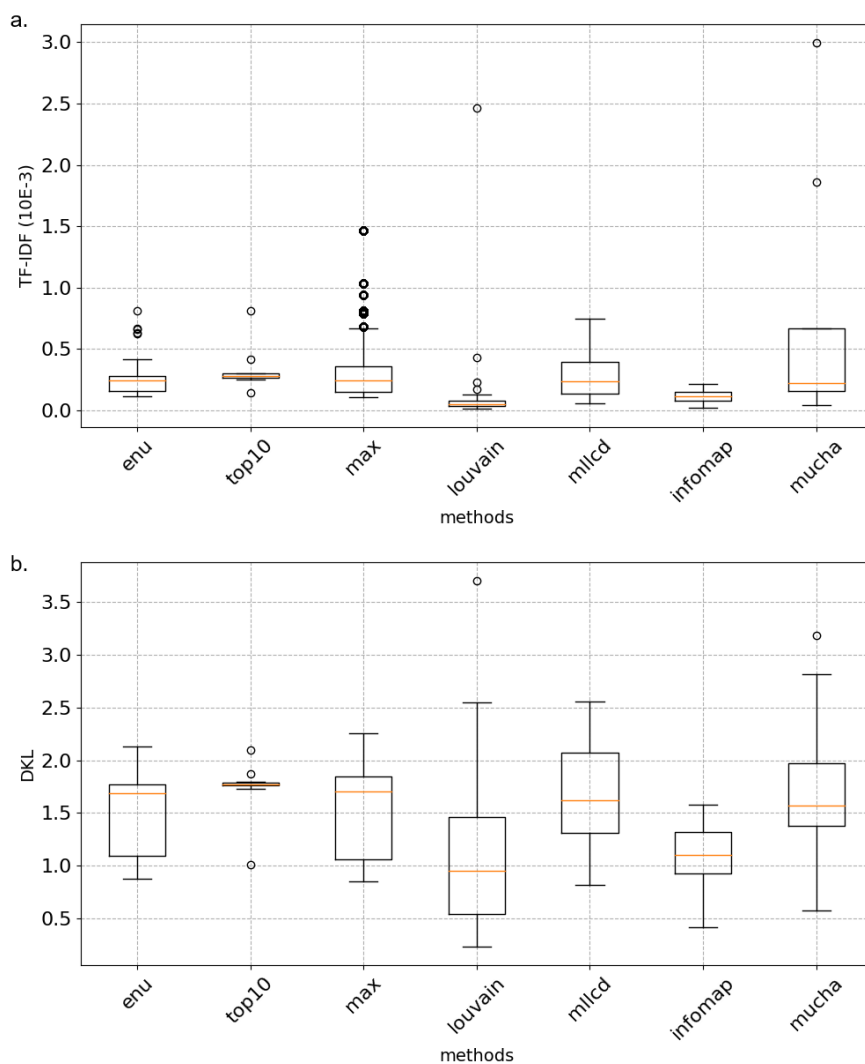 a.
3.0
2.5
2.0
1.5
1.0
0.5
0.0
TF-IDF (10E-3)
enu
top10
max
louvain
mllcd
infomap
mucha
methods
b.
3.5
3.0
2.5
2.0
1.5
1.0
0.5
DKL
enu
top10
max
louvain
mllcd
infomap
mucha
methods